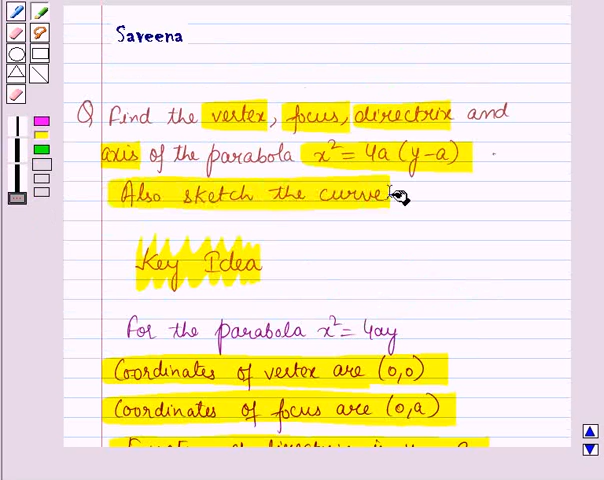 Saveena
Q Find the vertex, focus, directrix and
axis of the parabola x² = 4a (y-a)
Also sketch the curve.
Key Idea
For the parabola x² = 4ay
Coordinates of vertex are (0,0)
Coordinates of focus are (0,a)